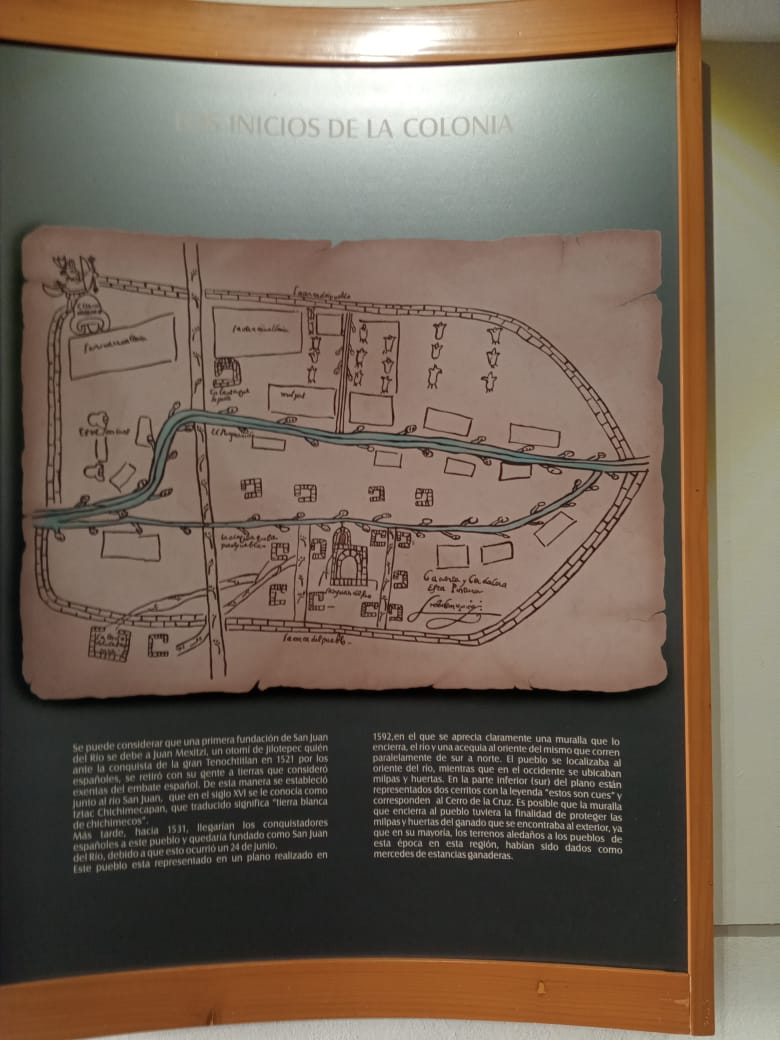 LOS INICIOS DE LA COLONIA
la cerca del pueblo
milpas
la cerca del pueblo
Se puede considerar que una primera fundación de San Juan
del Río se debe a Juan Mexitzi, un otomí de Jilotepec quién
ante la conquista de la gran Tenochtitlan en 1521 por los
españoles, se retiró con su gente a tierras que consideró
exentas del embate español. De esta manera se estableció
junto al río San Juan, que en el siglo XVI se le conocía como
Iztac Chichimecapan, que traducido significa "tierra blanca
de chichimecos".
Más tarde, hacia 1531, llegarían los conquistadores
españoles a este pueblo y quedaría fundado como San Juan
del Río, debido a que esto ocurrió un 24 de junio.
Este pueblo está representado en un plano realizado en
1592,en el que se aprecia claramente una muralla que lo
encierra, el río y una acequia al oriente del mismo que corren
paralelamente de sur a norte. El pueblo se localizaba al
oriente del río, mientras que en el occidente se ubicaban
milpas y huertas. En la parte inferior (sur) del plano están
representados dos cerritos con la leyenda "estos son cues" y
corresponden al Cerro de la Cruz. Es posible que la muralla
que encierra al pueblo tuviera la finalidad de proteger las
milpas y huertas del ganado que se encontraba al exterior, ya
que en su mayoría, los terrenos aledaños a los pueblos de
esta época en esta región, habían sido dados como
mercedes de estancias ganaderas.